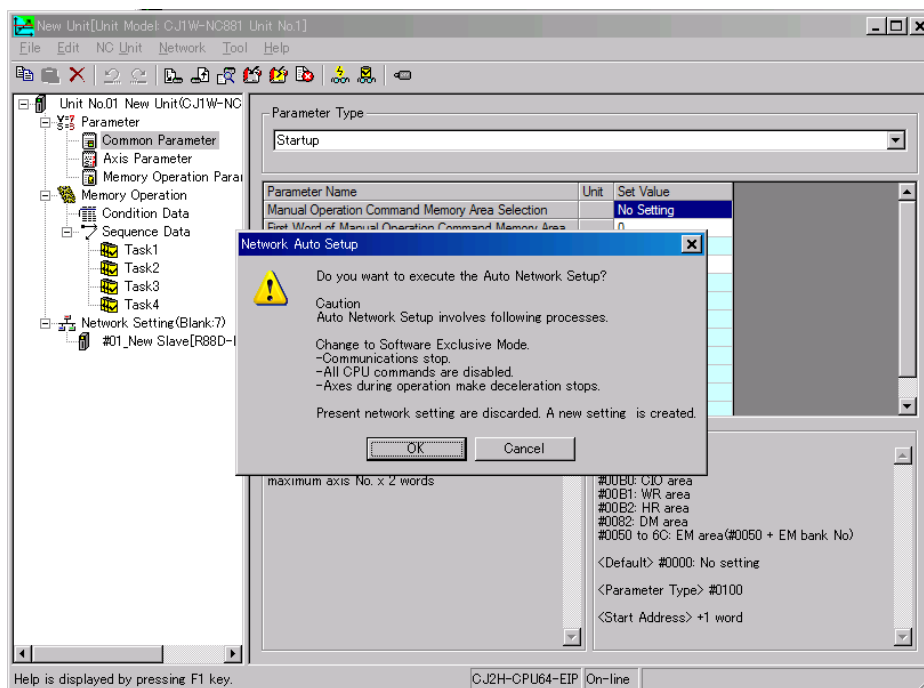 New Unit[Unit Model: CJ1W-NC881 Unit No.1]
File Edit NC Unit Network Tool Help
Unit No.01 New Unit(CJ1W-NC
Parameter
Common Parameter
Axis Parameter
Memory Operation Para
Memory Operation
Condition Data
Sequence Data
Task1
Task2
Task3
Task4
Network Setting(Blank:7)
#01_New Slave[R88D-
Parameter Type
Startup
Parameter Name Unit Set Value
Manual Operation Command Memory Area Selection No Setting
First Word of Manual Operation Command Memory Area 0
Network Auto Setup
Do you want to execute the Auto Network Setup?
Caution
Auto Network Setup involves following processes.
Change to Software Exclusive Mode.
-Communications stop.
-All CPU commands are disabled.
-Axes during operation make deceleration stops.
Present network setting are discarded. A new setting is created.
OK Cancel
maximum axis No. x 2 words
#00B0: CIO area
#00B1: WR area
#00B2: HR area
#0082: DM area
#0050 to 6C: EM area(#0050 + EM bank No)
<Default> #0000: No setting
<Parameter Type> #0100
<Start Address> +1 word
Help is displayed by pressing F1 key.
CJ2H-CPU64-EIP On-line